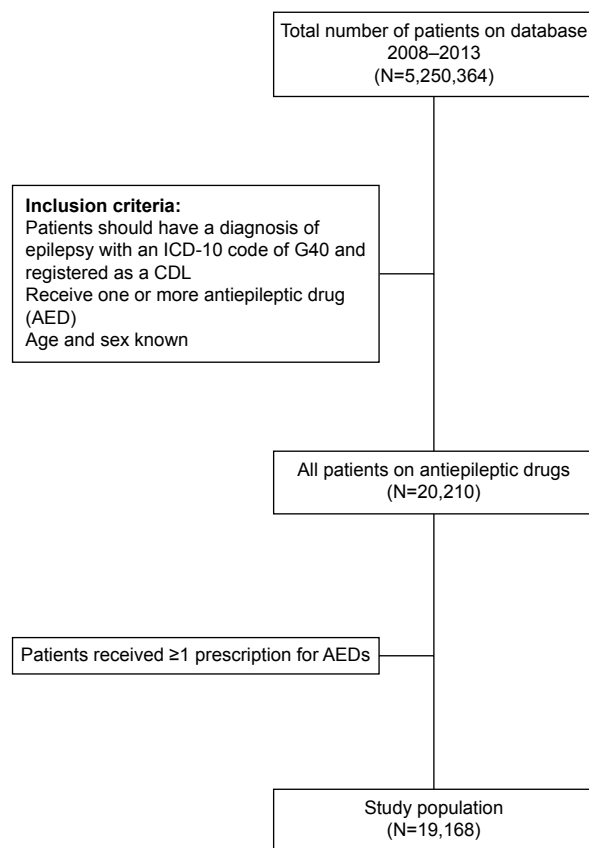 Total number of patients on database
2008–2013
(N=5,250,364)
Inclusion criteria:
Patients should have a diagnosis of
epilepsy with an ICD-10 code of G40 and
registered as a CDL
Receive one or more antiepileptic drug
(AED)
Age and sex known
All patients on antiepileptic drugs
(N=20,210)
Patients received ≥1 prescription for AEDs
Study population
(N=19,168)